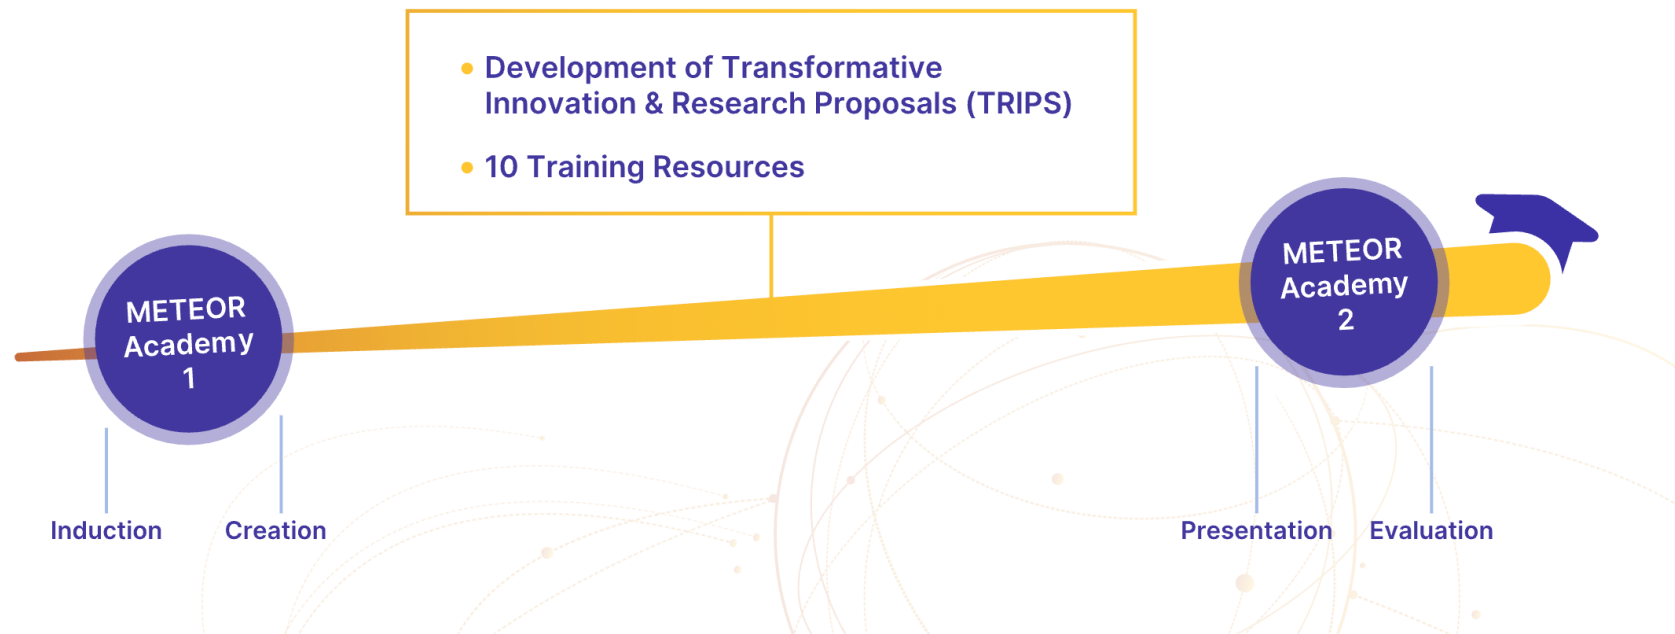 • Development of Transformative
Innovation & Research Proposals (TRIPS)
• 10 Training Resources
METEOR
Academy
1
METEOR
Academy
2
Induction
Creation
Presentation
Evaluation